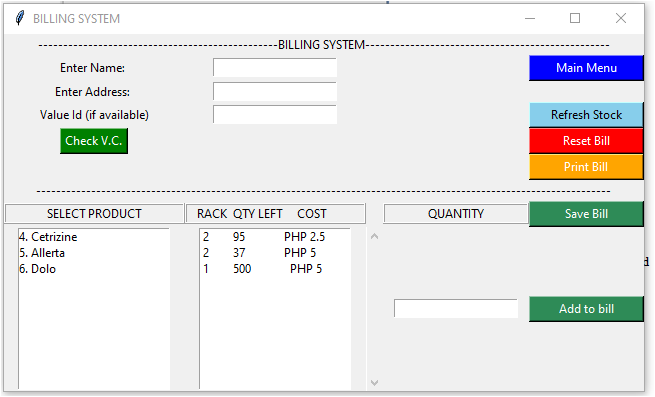 BILLING SYSTEM
----------------------------------------BILLING SYSTEM----------------------------------------
Enter Name:
Main Menu
Enter Address:
Value Id (if available)
Refresh Stock
Check V.C.
Reset Bill
Print Bill
------------------------------------------------------------------------------------------------
SELECT PRODUCT RACK QTY LEFT COST QUANTITY Save Bill
4. Cetrizine 2 95 PHP 2.5
5. Allerta 2 37 PHP 5
6. Dolo 1 500 PHP 5
Add to bill